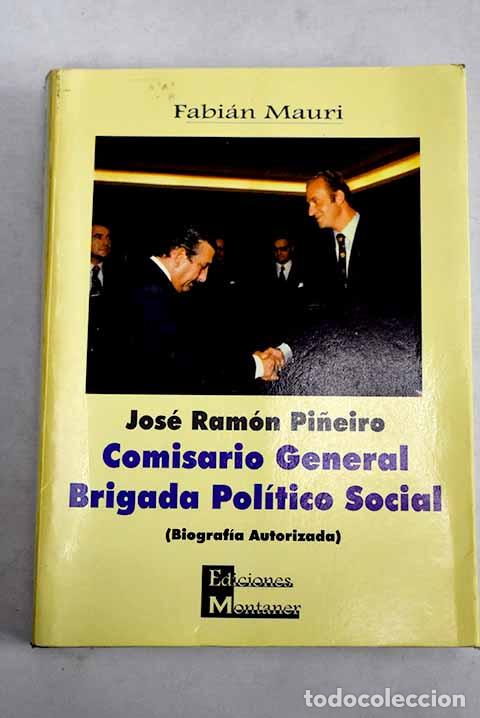 Fabián Mauri
José Ramón Piñeiro
Comisario General
Brigada Político Social
(Biografía Autorizada)
Ediciones
Montaner
todocoleccion